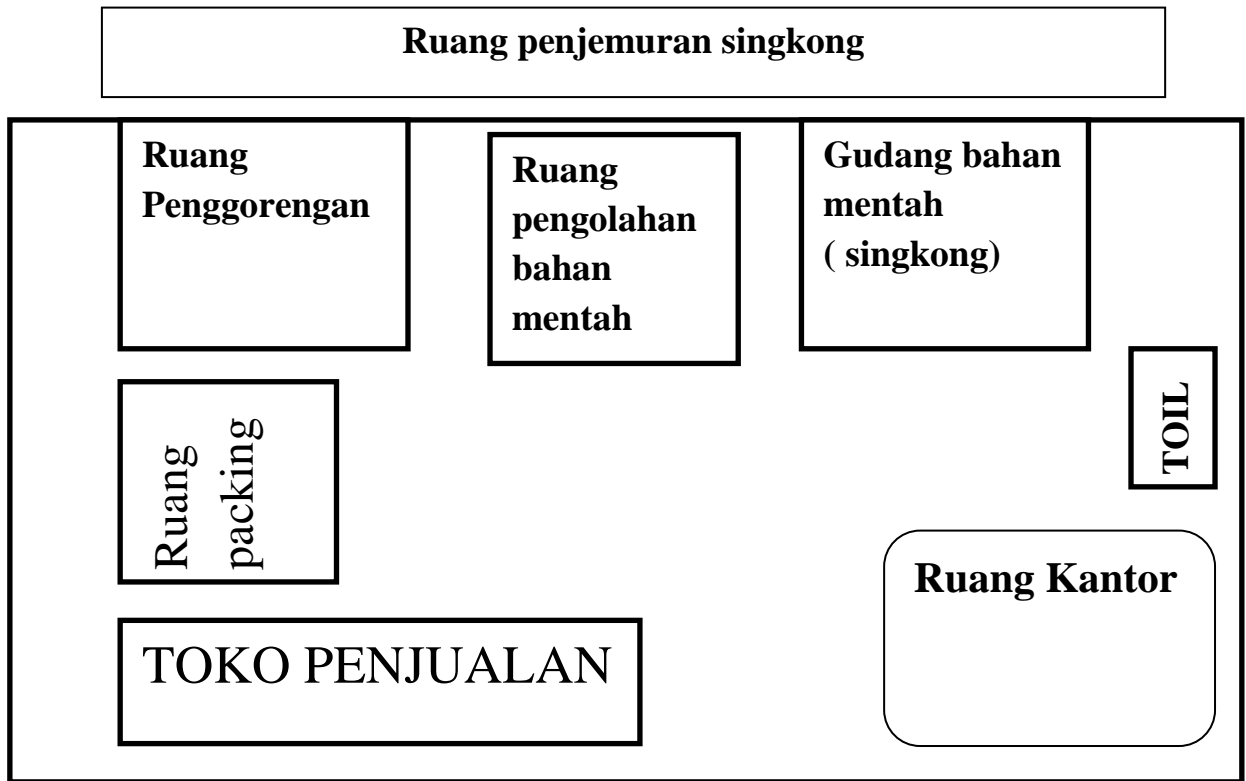 Ruang penjemuran singkong
Ruang
Penggorengan
Ruang
pengolahan
bahan
mentah
Gudang bahan
mentah
( singkong)
TOIL
Ruang
packing
Ruang Kantor
TOKO PENJUALAN